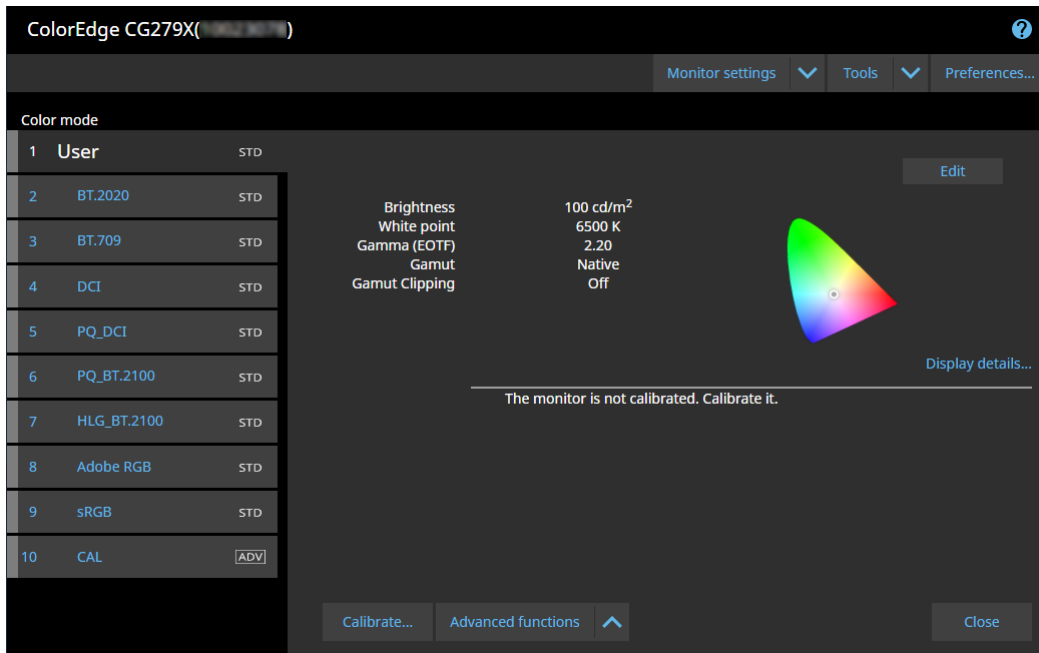 ColorEdge CG279X( )
Monitor settings Tools Preferences...
Color mode
1 User STD
2 BT.2020 STD
3 BT.709 STD
4 DCI STD
5 PQ_DCI STD
6 PQ_BT.2100 STD
7 HLG_BT.2100 STD
8 Adobe RGB STD
9 sRGB STD
10 CAL ADV
Edit
Brightness 100 cd/m²
White point 6500 K
Gamma (EOTF) 2.20
Gamut Native
Gamut Clipping Off
Display details...
The monitor is not calibrated. Calibrate it.
Calibrate... Advanced functions Close